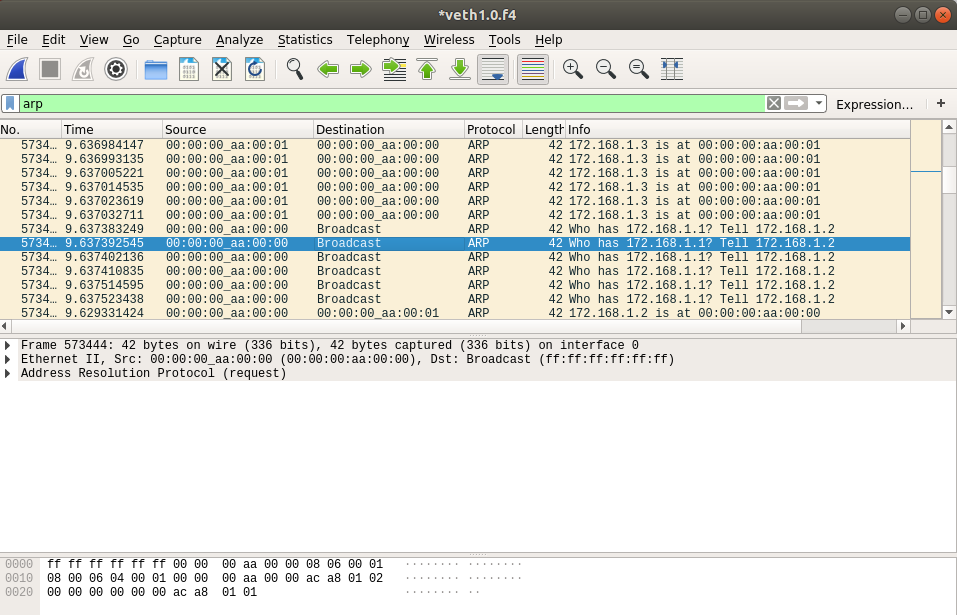 *veth1.0.f4
File Edit View Go Capture Analyze Statistics Telephony Wireless Tools Help
arp Expression… +
No. Time Source Destination Protocol Length Info
5734… 9.636984147 00:00:00_aa:00:01 00:00:00_aa:00:00 ARP 42 172.168.1.3 is at 00:00:00:aa:00:01
5734… 9.636993135 00:00:00_aa:00:01 00:00:00_aa:00:00 ARP 42 172.168.1.3 is at 00:00:00:aa:00:01
5734… 9.637005221 00:00:00_aa:00:01 00:00:00_aa:00:00 ARP 42 172.168.1.3 is at 00:00:00:aa:00:01
5734… 9.637014535 00:00:00_aa:00:01 00:00:00_aa:00:00 ARP 42 172.168.1.3 is at 00:00:00:aa:00:01
5734… 9.637023619 00:00:00_aa:00:01 00:00:00_aa:00:00 ARP 42 172.168.1.3 is at 00:00:00:aa:00:01
5734… 9.637032711 00:00:00_aa:00:01 00:00:00_aa:00:00 ARP 42 172.168.1.3 is at 00:00:00:aa:00:01
5734… 9.637383249 00:00:00_aa:00:00 Broadcast ARP 42 Who has 172.168.1.1? Tell 172.168.1.2
5734… 9.637392545 00:00:00_aa:00:00 Broadcast ARP 42 Who has 172.168.1.1? Tell 172.168.1.2
5734… 9.637402136 00:00:00_aa:00:00 Broadcast ARP 42 Who has 172.168.1.1? Tell 172.168.1.2
5734… 9.637410835 00:00:00_aa:00:00 Broadcast ARP 42 Who has 172.168.1.1? Tell 172.168.1.2
5734… 9.637514595 00:00:00_aa:00:00 Broadcast ARP 42 Who has 172.168.1.1? Tell 172.168.1.2
5734… 9.637523438 00:00:00_aa:00:00 Broadcast ARP 42 Who has 172.168.1.1? Tell 172.168.1.2
5734… 9.629331424 00:00:00_aa:00:00 00:00:00_aa:00:01 ARP 42 172.168.1.2 is at 00:00:00:aa:00:00
Frame 573444: 42 bytes on wire (336 bits), 42 bytes captured (336 bits) on interface 0
Ethernet II, Src: 00:00:00_aa:00:00 (00:00:00:aa:00:00), Dst: Broadcast (ff:ff:ff:ff:ff:ff)
Address Resolution Protocol (request)
0000 ff ff ff ff ff ff 00 00 00 aa 00 00 08 06 00 01 ········ ········
0010 08 00 06 04 00 01 00 00 00 aa 00 00 ac a8 01 02 ········ ········
0020 00 00 00 00 00 00 ac a8 01 01 ········ ··